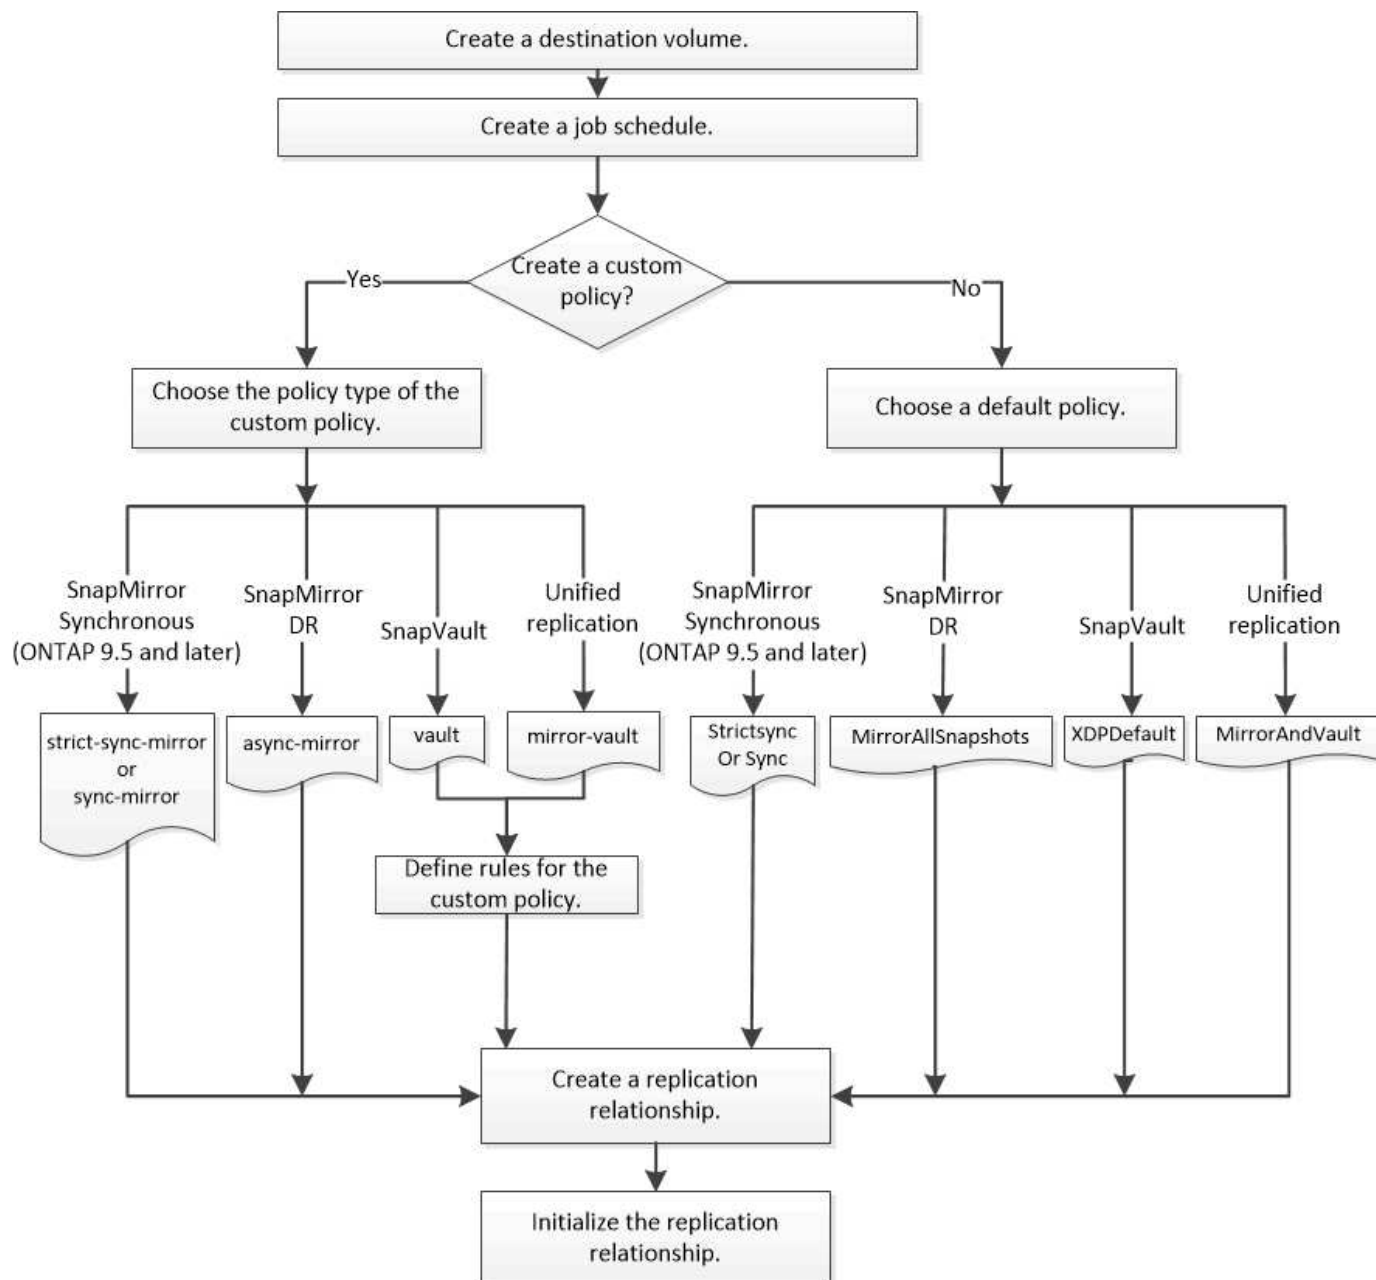 Create a destination volume.
Create a job schedule.
Create a custom
policy?
Yes
No
Choose the policy type of the
custom policy.
Choose a default policy.
SnapMirror
Synchronous
(ONTAP 9.5 and later)
SnapMirror
DR
SnapVault
Unified
replication
SnapMirror
Synchronous
(ONTAP 9.5 and later)
SnapMirror
DR
SnapVault
Unified
replication
strict-sync-mirror
or
sync-mirror
async-mirror
vault
mirror-vault
Strictsync
Or Sync
MirrorAllSnapshots
XDPDefault
MirrorAndVault
Define rules for the
custom policy.
Create a replication
relationship.
Initialize the replication
relationship.